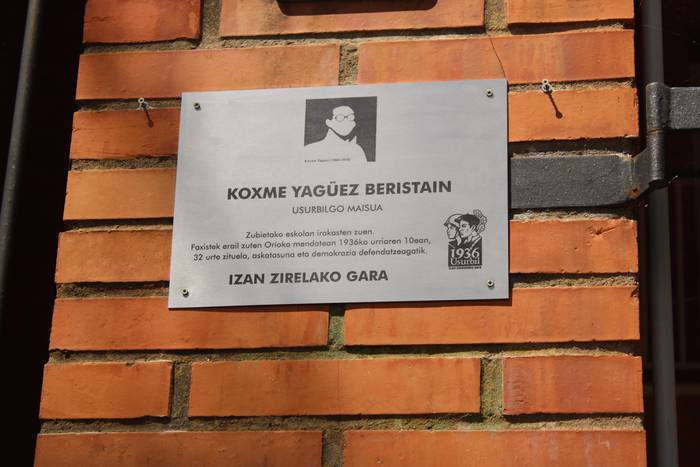 KOXME YAGÜEZ BERISTAIN
USURBILGO MAISUA
Zubietako eskolan irakasten zuen.
Faxistek erail zuten Orioko mendatean 1936ko urriaren 10ean,
32 urte zituela, askatasuna eta demokrazia defendatzeagatik.
IZAN ZIRELAKO GARA
1936
Usurbil